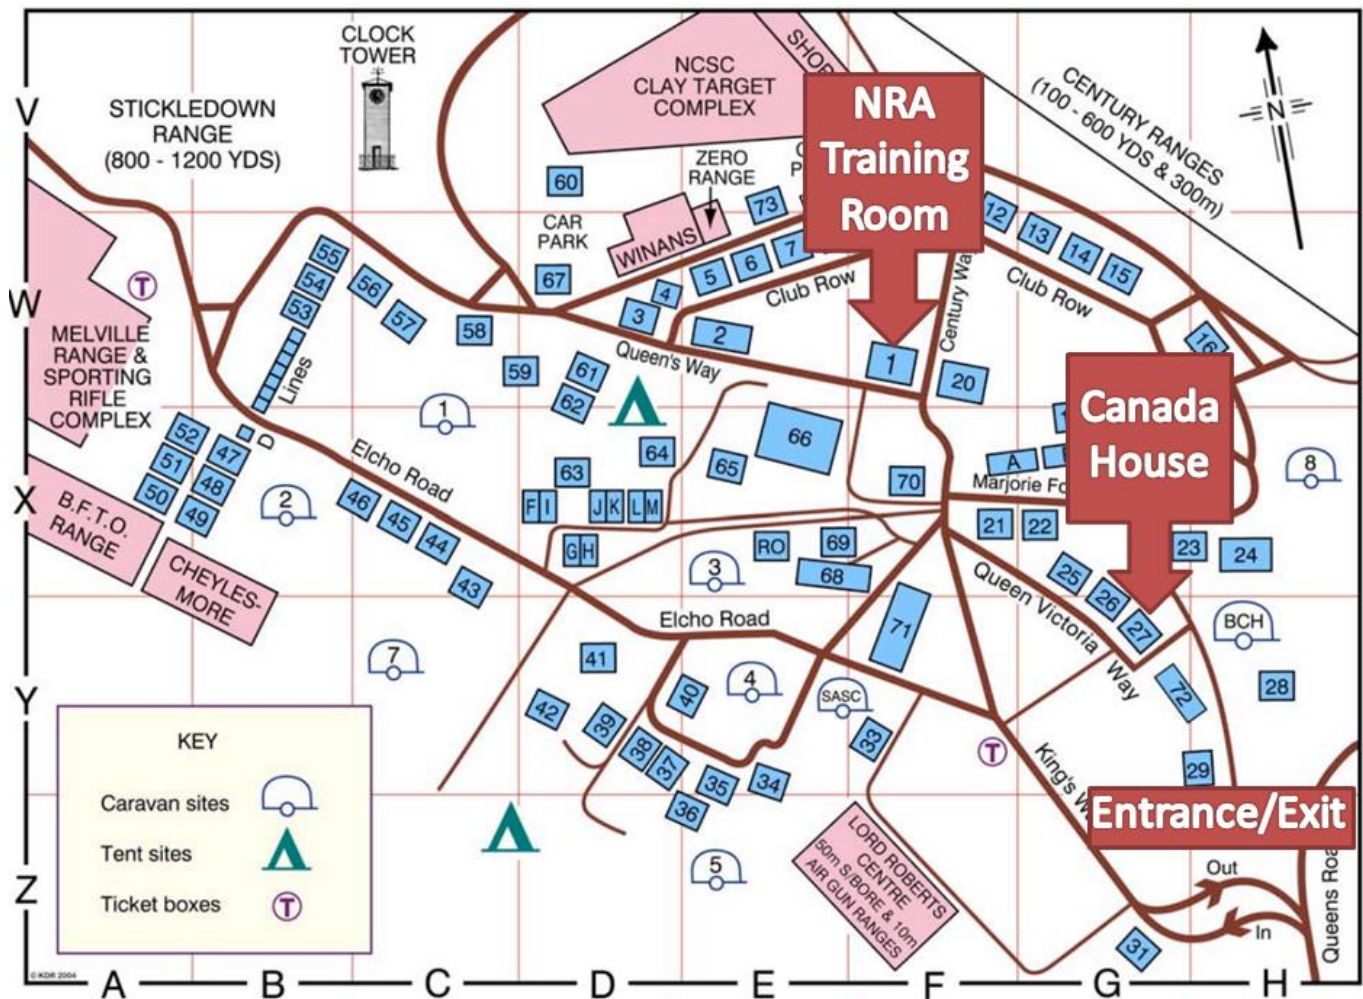 CLOCK
TOWER
NCSC
CLAY TARGET
COMPLEX
CENTURY RANGES
(100 - 600 YDS & 300m)
N
V
STICKLEDOWN
RANGE
(800 - 1200 YDS)
NRA
Training
Room
ZERO
RANGE
60
73
12
13
14
15
CAR
PARK
WINANS
67
5
6
7
4
3
2
Club Row
Club Row
55
54
53
56
57
58
59
61
62
T
W
MELVILLE
RANGE &
SPORTING
RIFLE
COMPLEX
Lines
D
Queen's Way
1
20
16
Canada
House
1
66
52
51
50
47
48
49
2
Elcho Road
46
45
44
43
63
64
65
70
A
8
X
B.F.T.O.
RANGE
CHEYLES-
MORE
F I
J K
L M
G H
RO
69
68
3
21
22
23
24
25
26
27
Queen Victoria
Way
BCH
Elcho Road
71
7
41
4
SASC
72
28
Y
42
39
40
38
37
35
34
36
33
T
29
KEY
Caravan sites
Tent sites
Ticket boxes
T
Entrance/Exit
5
LORD ROBERTS
CENTRE
50m S/BORE & 10m
AIR GUN RANGES
Z
Out
In
31
© KDR 2004
A B C D E F G H